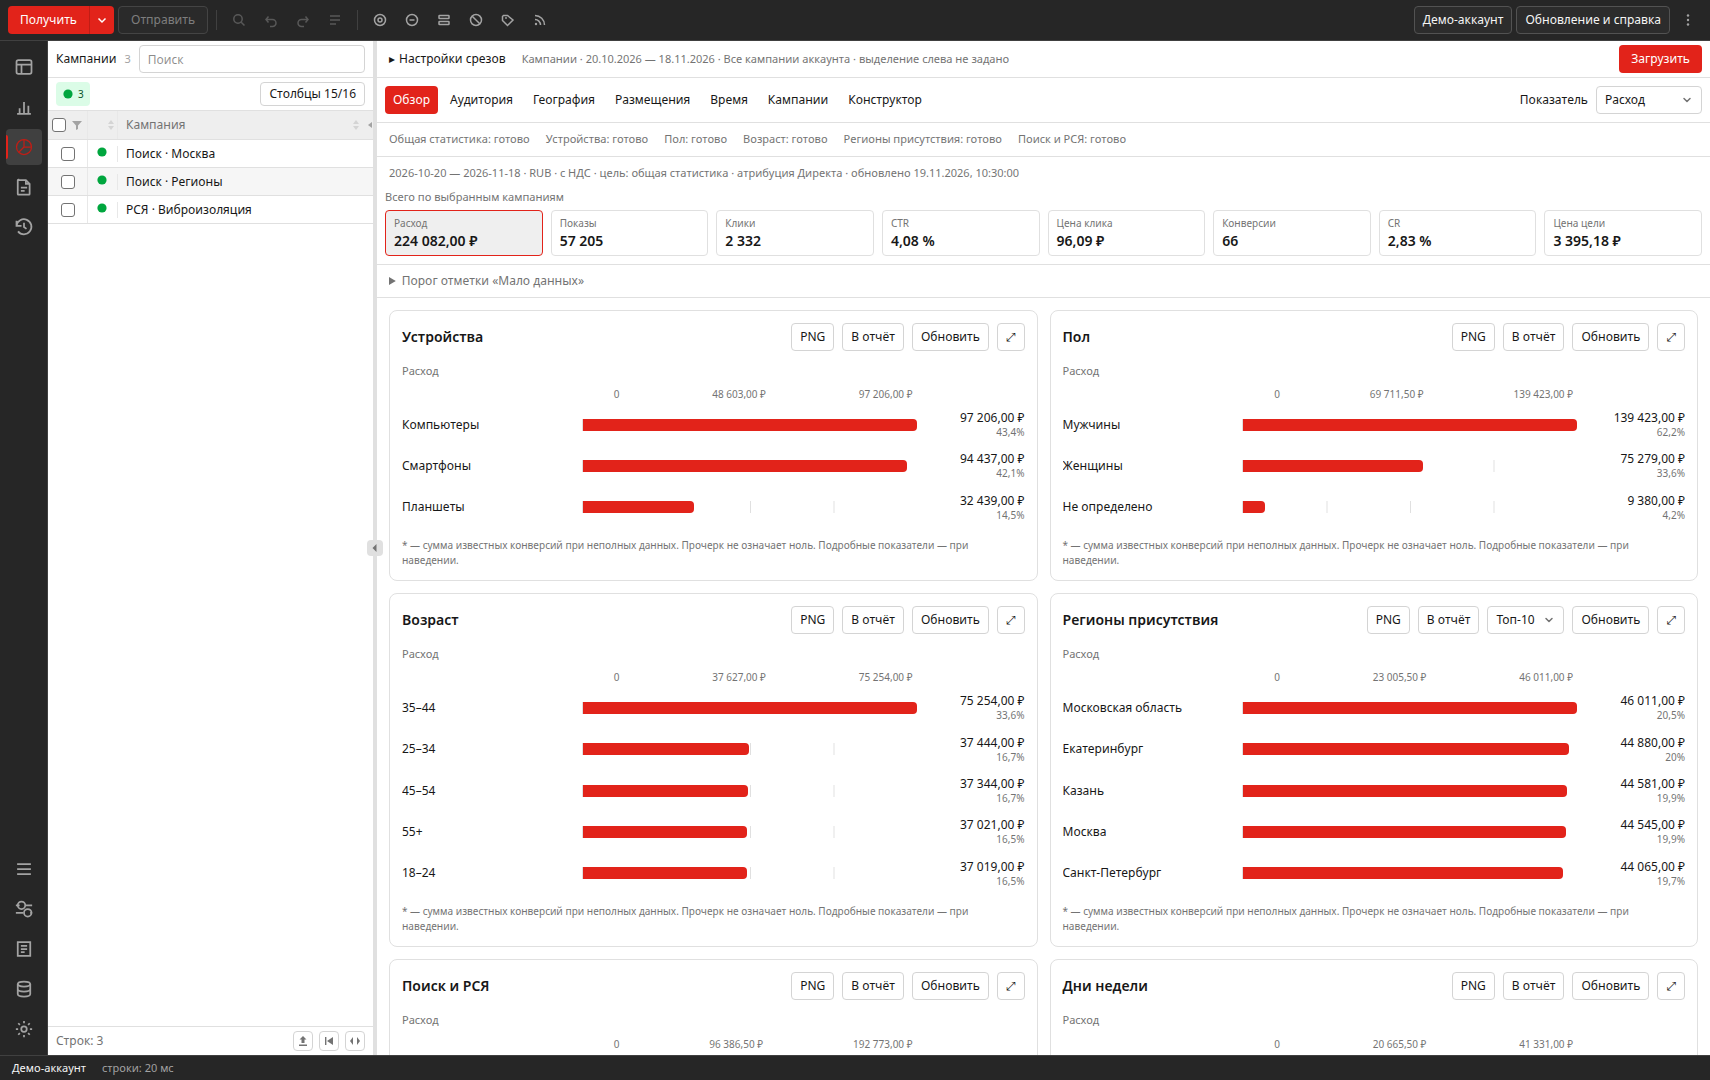 Получить
Отправить
Демо-аккаунт
Обновление и справка
Кампании 3
Поиск
3
Столбцы 15/16
Кампания
Поиск · Москва
Поиск · Регионы
РСЯ · Виброизоляция
Строк: 3
▸ Настройки срезов
Кампании · 20.10.2026 — 18.11.2026 · Все кампании аккаунта · выделение слева не задано
Загрузить
Обзор
Аудитория
География
Размещения
Время
Кампании
Конструктор
Показатель
Расход
Общая статистика: готово
Устройства: готово
Пол: готово
Возраст: готово
Регионы присутствия: готово
Поиск и РСЯ: готово
2026-10-20 — 2026-11-18 · RUB · с НДС · цель: общая статистика · атрибуция Директа · обновлено 19.11.2026, 10:30:00
Всего по выбранным кампаниям
Расход
224 082,00 ₽
Показы
57 205
Клики
2 332
CTR
4,08 %
Цена клика
96,09 ₽
Конверсии
66
CR
2,83 %
Цена цели
3 395,18 ₽
Порог отметки «Мало данных»
Устройства
PNG
В отчёт
Обновить
Расход
0
48 603,00 ₽
97 206,00 ₽
Компьютеры
97 206,00 ₽
43,4%
Смартфоны
94 437,00 ₽
42,1%
Планшеты
32 439,00 ₽
14,5%
* — сумма известных конверсий при неполных данных. Прочерк не означает ноль. Подробные показатели — при
наведении.
Пол
PNG
В отчёт
Обновить
Расход
0
69 711,50 ₽
139 423,00 ₽
Мужчины
139 423,00 ₽
62,2%
Женщины
75 279,00 ₽
33,6%
Не определено
9 380,00 ₽
4,2%
* — сумма известных конверсий при неполных данных. Прочерк не означает ноль. Подробные показатели — при
наведении.
Возраст
PNG
В отчёт
Обновить
Расход
0
37 627,00 ₽
75 254,00 ₽
35–44
75 254,00 ₽
33,6%
25–34
37 444,00 ₽
16,7%
45–54
37 344,00 ₽
16,7%
55+
37 021,00 ₽
16,5%
18–24
37 019,00 ₽
16,5%
* — сумма известных конверсий при неполных данных. Прочерк не означает ноль. Подробные показатели — при
наведении.
Регионы присутствия
PNG
В отчёт
Топ-10
Обновить
Расход
0
23 005,50 ₽
46 011,00 ₽
Московская область
46 011,00 ₽
20,5%
Екатеринбург
44 880,00 ₽
20%
Казань
44 581,00 ₽
19,9%
Москва
44 545,00 ₽
19,9%
Санкт-Петербург
44 065,00 ₽
19,7%
* — сумма известных конверсий при неполных данных. Прочерк не означает ноль. Подробные показатели — при
наведении.
Поиск и РСЯ
PNG
В отчёт
Обновить
Расход
0
96 386,50 ₽
192 773,00 ₽
Дни недели
PNG
В отчёт
Обновить
Расход
0
20 665,50 ₽
41 331,00 ₽
Демо-аккаунт
строки: 20 мс